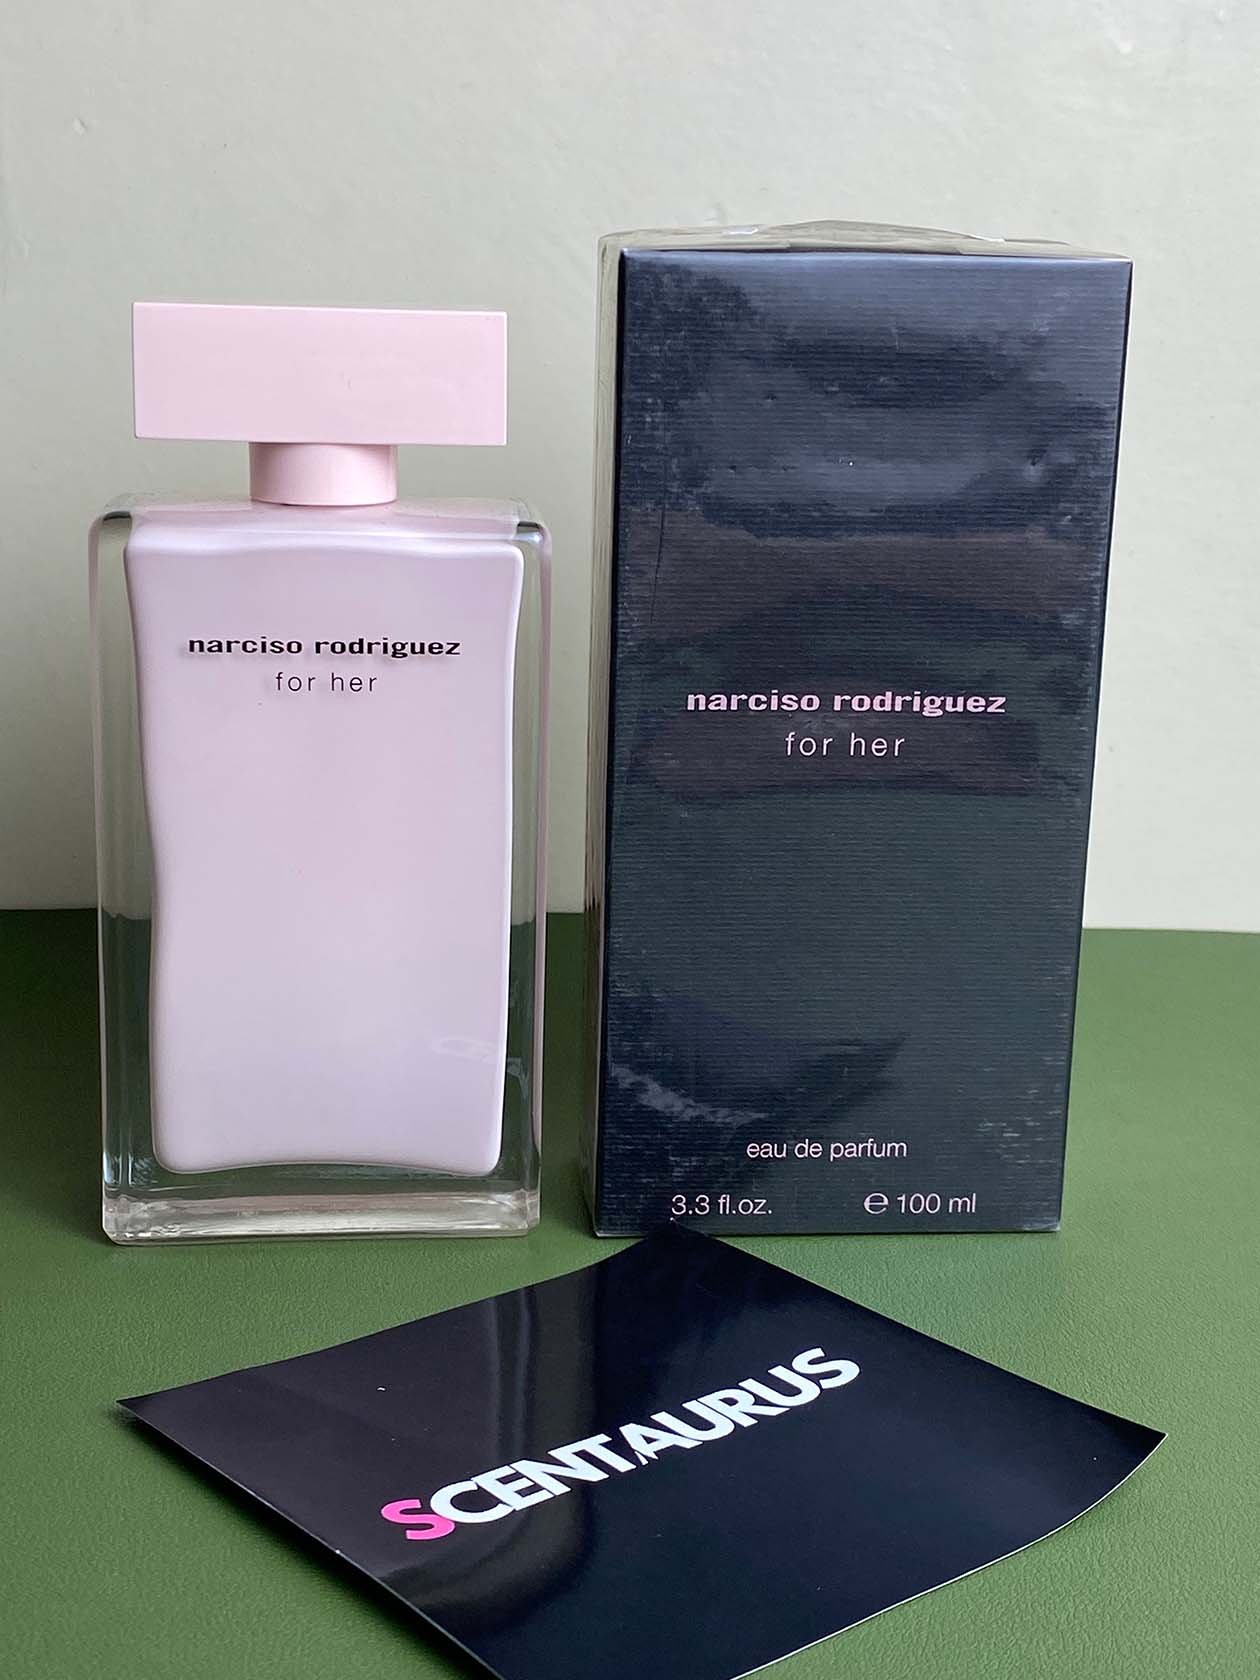 narciso rodriguez
for her
narciso rodriguez
for her
eau de parfum
3.3 fl.oz. ℮ 100 ml
SCENTAURUS